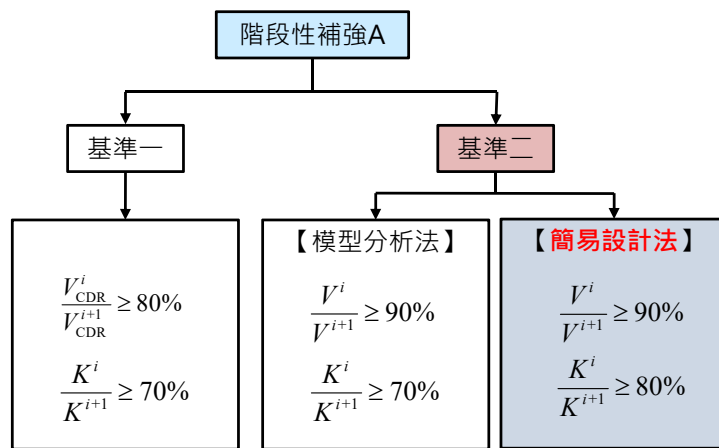 階段性補強A
基準一
基準二
V^i_CDR / V^{i+1}_CDR ≥ 80%
K^i / K^{i+1} ≥ 70%
【模型分析法】
V^i / V^{i+1} ≥ 90%
K^i / K^{i+1} ≥ 70%
【簡易設計法】
V^i / V^{i+1} ≥ 90%
K^i / K^{i+1} ≥ 80%